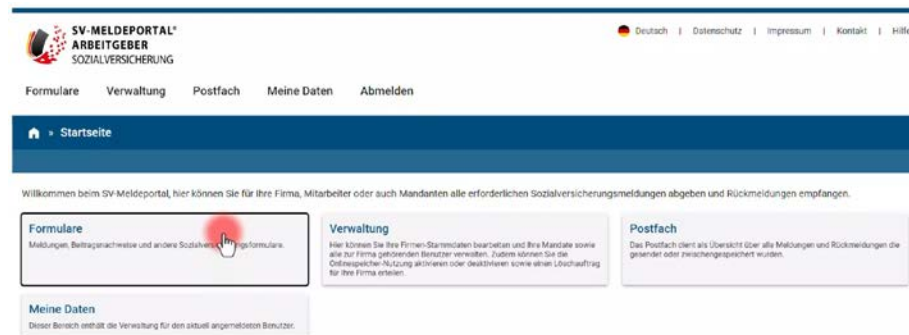 SV-MELDEPORTAL®
ARBEITGEBER
SOZIALVERSICHERUNG
Deutsch | Datenschutz | Impressum | Kontakt | Hilfe
Formulare Verwaltung Postfach Meine Daten Abmelden
» Startseite
Willkommen beim SV-Meldeportal, hier können Sie für Ihre Firma, Mitarbeiter oder auch Mandanten alle erforderlichen Sozialversicherungsmeldungen abgeben und Rückmeldungen empfangen.
Formulare
Meldungen, Beitragsnachweise und andere
Verwaltung
Hier können Sie Ihre Firmen-Stammdaten bearbeiten und Ihre Mandate sowie
alle zur Firma gehörenden Benutzer verwalten. Zudem können Sie die
Onlinespeicher-Nutzung aktivieren oder deaktivieren sowie einen Löschauftrag
für Ihre Firma erteilen.
Postfach
Das Postfach dient als Übersicht über alle Meldungen und Rückmeldungen die
gesendet oder zwischengespeichert wurden.
Meine Daten
Dieser Bereich enthält die Verwaltung für den aktuell angemeldeten Benutzer.